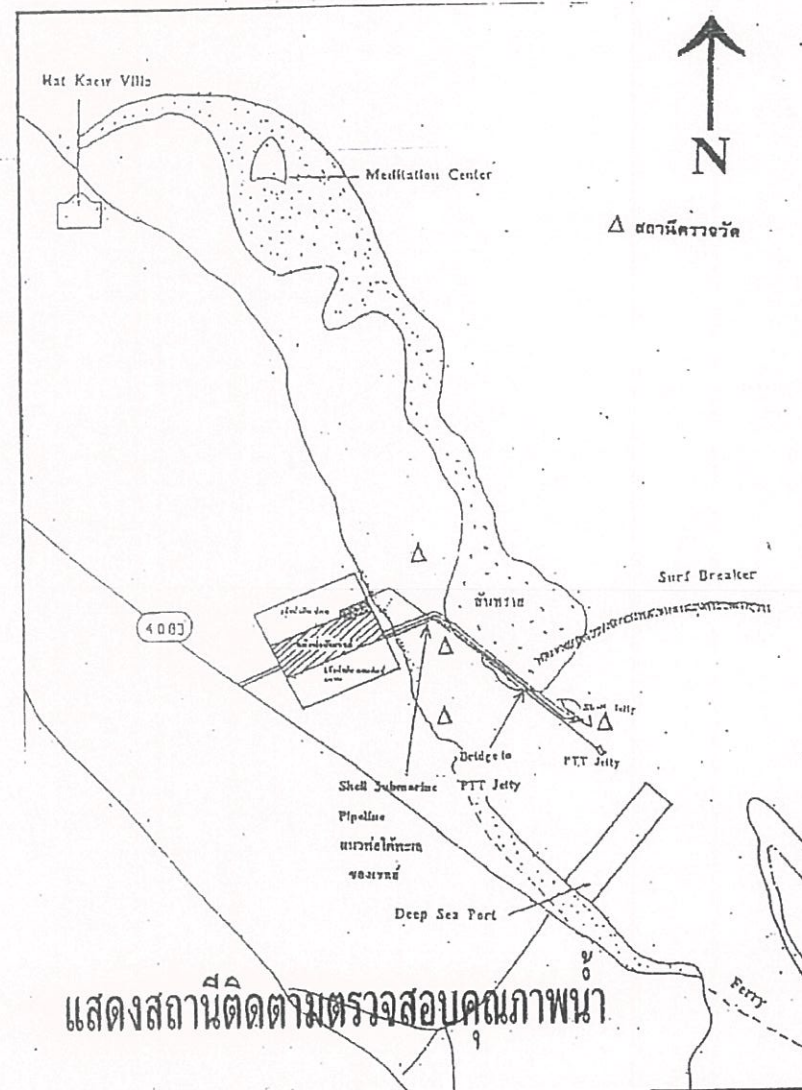 Hat Kaew Villa
N
Meditation Center
△ สถานีตรวจวัด
Surf Breaker
สันทราย
4083
Shell Jetty
PTT Jetty
Bridge to
PTT Jetty
Shell Submarine
Pipeline
แนวท่อใต้ทะเล
ของเชลล์
Deep Sea Port
Ferry
แสดงสถานีติดตามตรวจสอบคุณภาพน้ำ